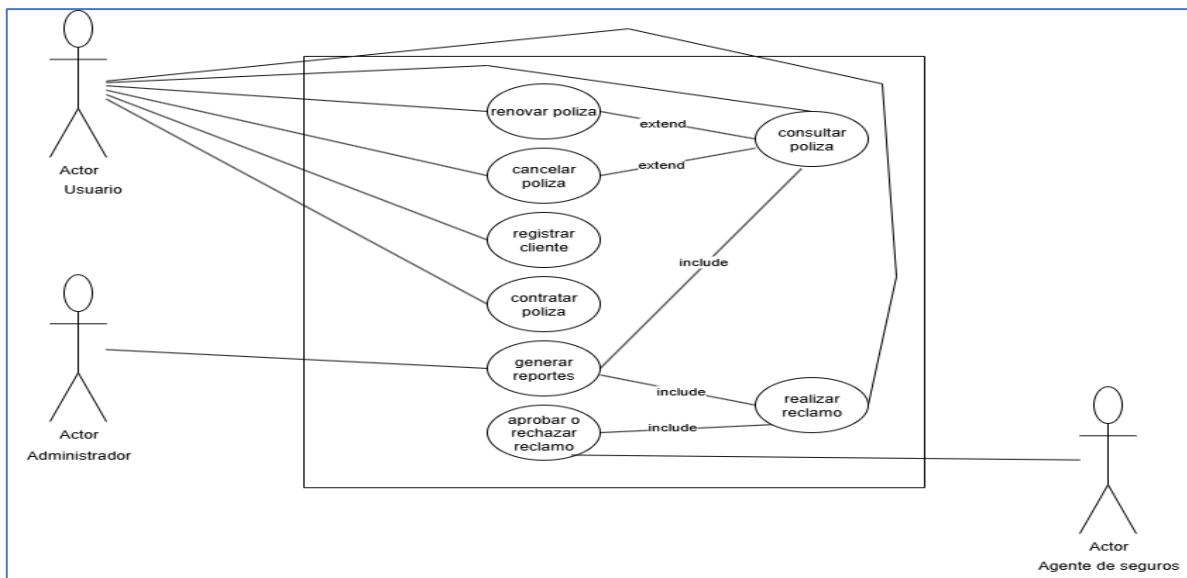 Actor
Usuario
renovar poliza
extend
consultar
poliza
cancelar
poliza
extend
registrar
cliente
include
contratar
poliza
Actor
Administrador
generar
reportes
include
realizar
reclamo
aprobar o
rechazar
reclamo
include
Actor
Agente de seguros